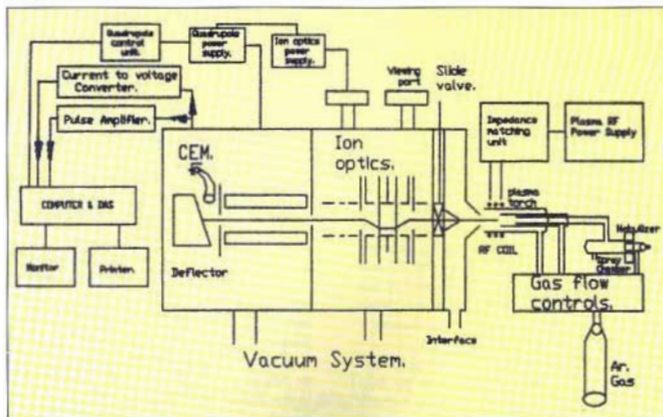 Quadrupole
control
unit.
Quadrupole
power
supply.
Ion optics
power
supply.
Current to voltage
Converter.
Pulse Amplifier.
Viewing
port
Slide
valve.
Impedance
matching
unit
Plasma RF
Power Supply
CEM.
Ion
optics.
plasma
torch
RF COIL
Nebulizer
Spray
Chamber
COMPUTER & DAS
Monitor
Printer.
Deflector
Gas flow
controls.
Interface
Vacuum System.
Ar.
Gas